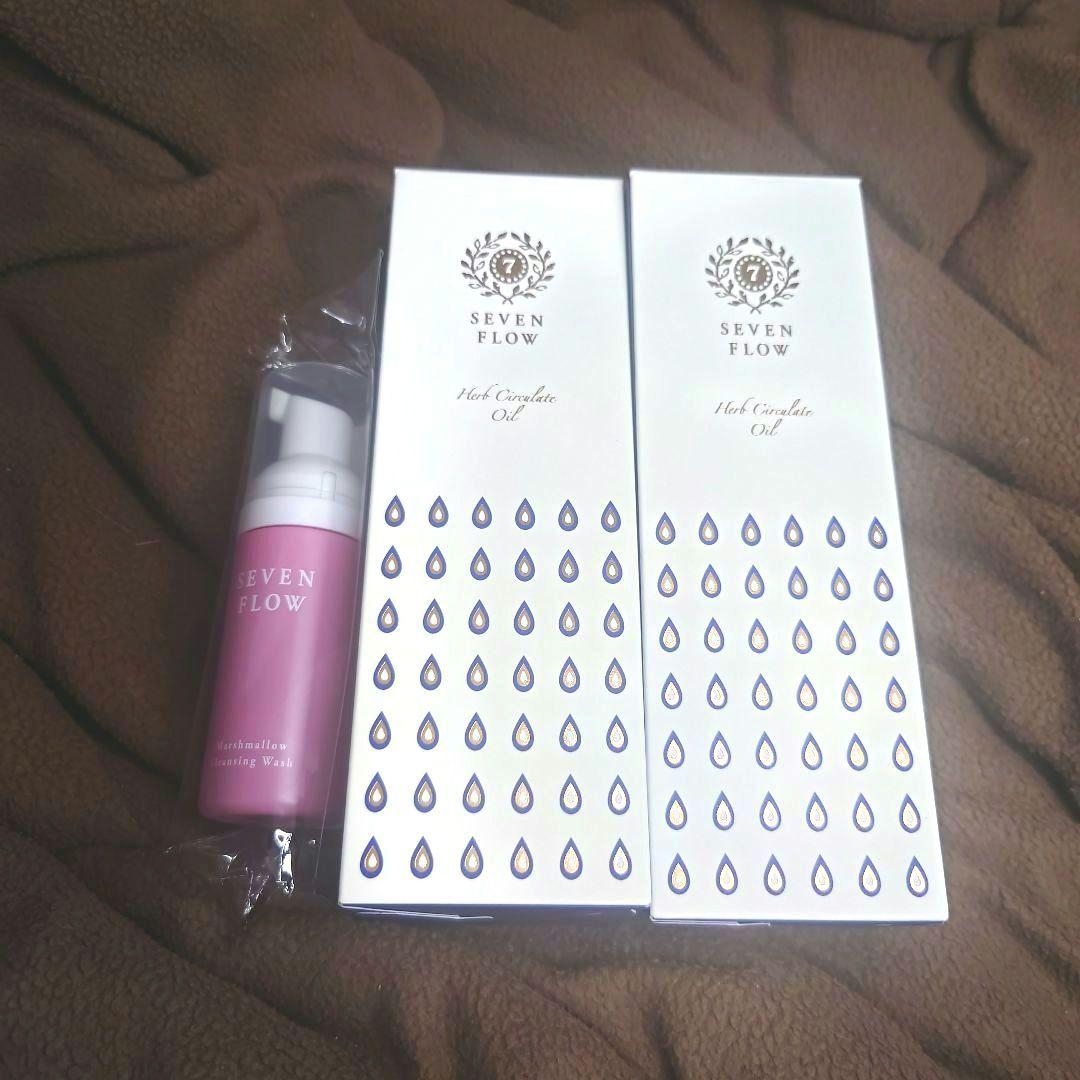 SEVEN
FLOW
Marshmallow
Cleansing Wash
7
SEVEN
FLOW
Herb Circulate
Oil
7
SEVEN
FLOW
Herb Circulate
Oil